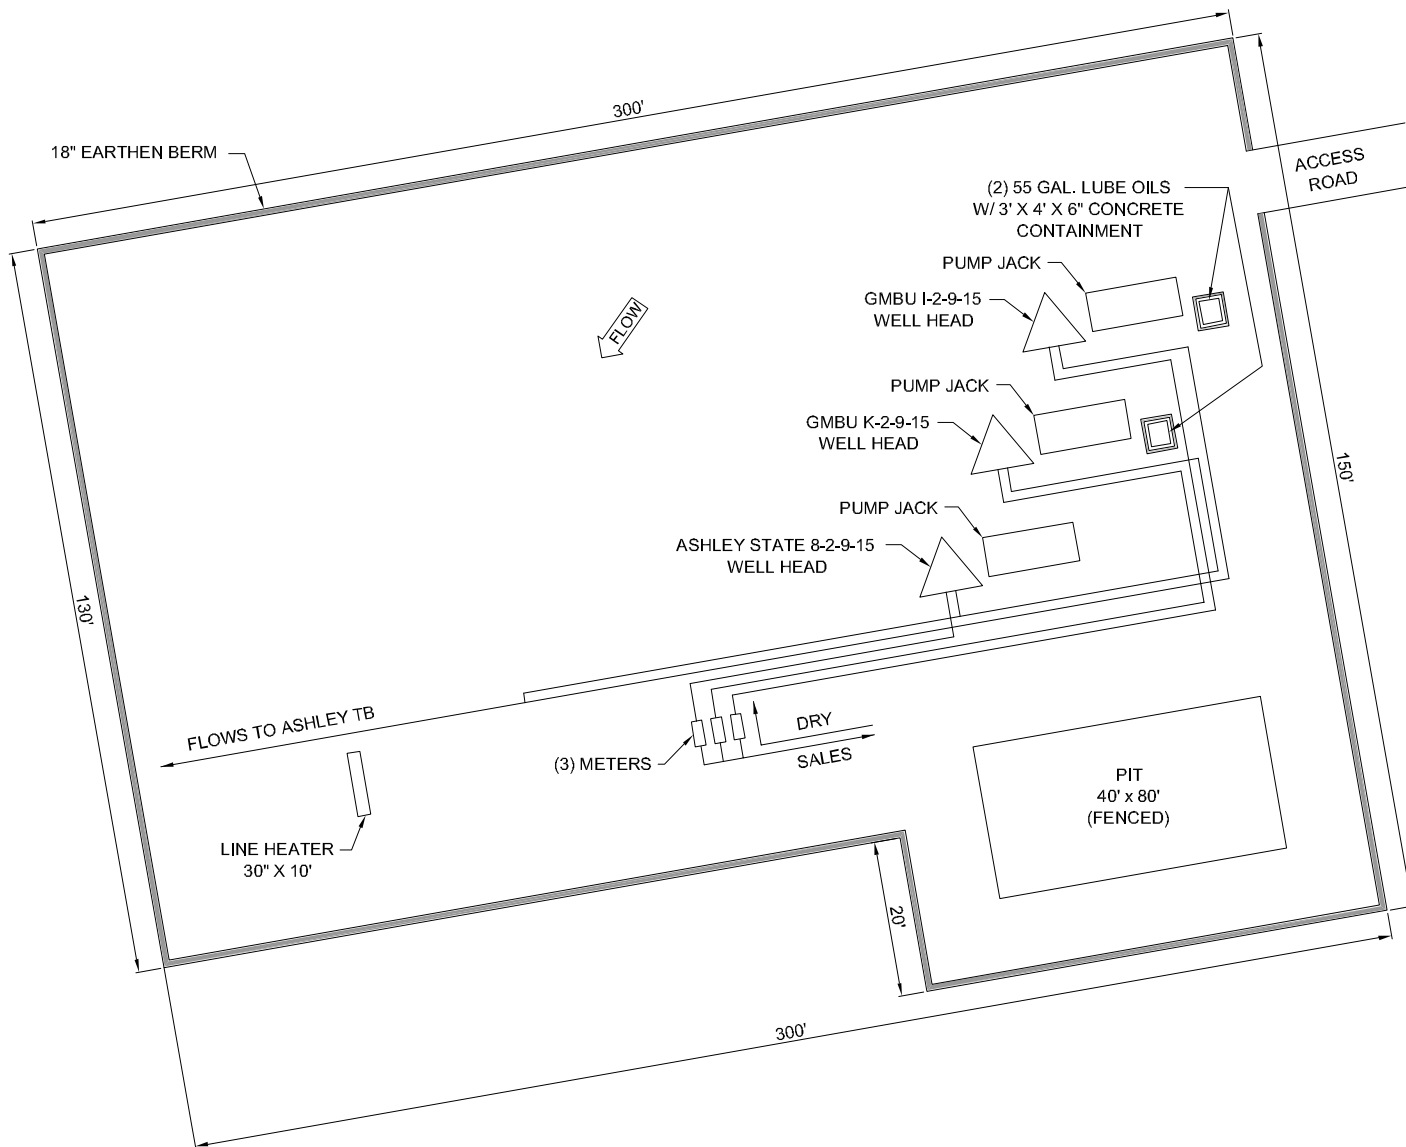 300'
18" EARTHEN BERM
ACCESS
ROAD
(2) 55 GAL. LUBE OILS
W/ 3' X 4' X 6" CONCRETE
CONTAINMENT
PUMP JACK
GMBU I-2-9-15
WELL HEAD
FLOW
PUMP JACK
GMBU K-2-9-15
WELL HEAD
150'
PUMP JACK
ASHLEY STATE 8-2-9-15
WELL HEAD
130'
FLOWS TO ASHLEY TB
DRY
SALES
(3) METERS
PIT
40' x 80'
(FENCED)
LINE HEATER
30" X 10'
20'
300'